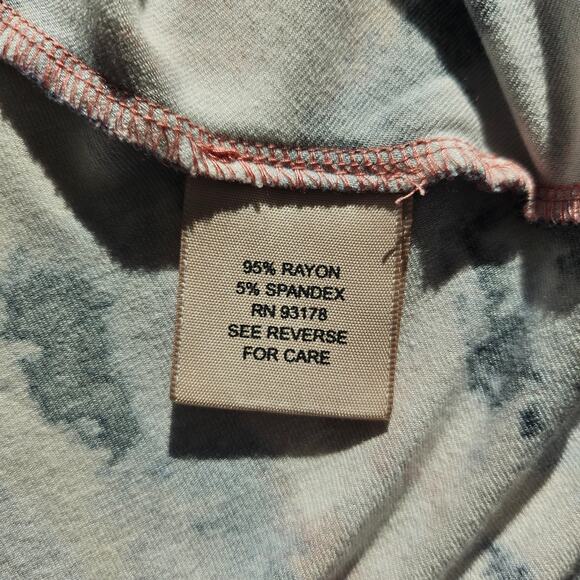 95% RAYON
5% SPANDEX
RN 93178
SEE REVERSE
FOR CARE